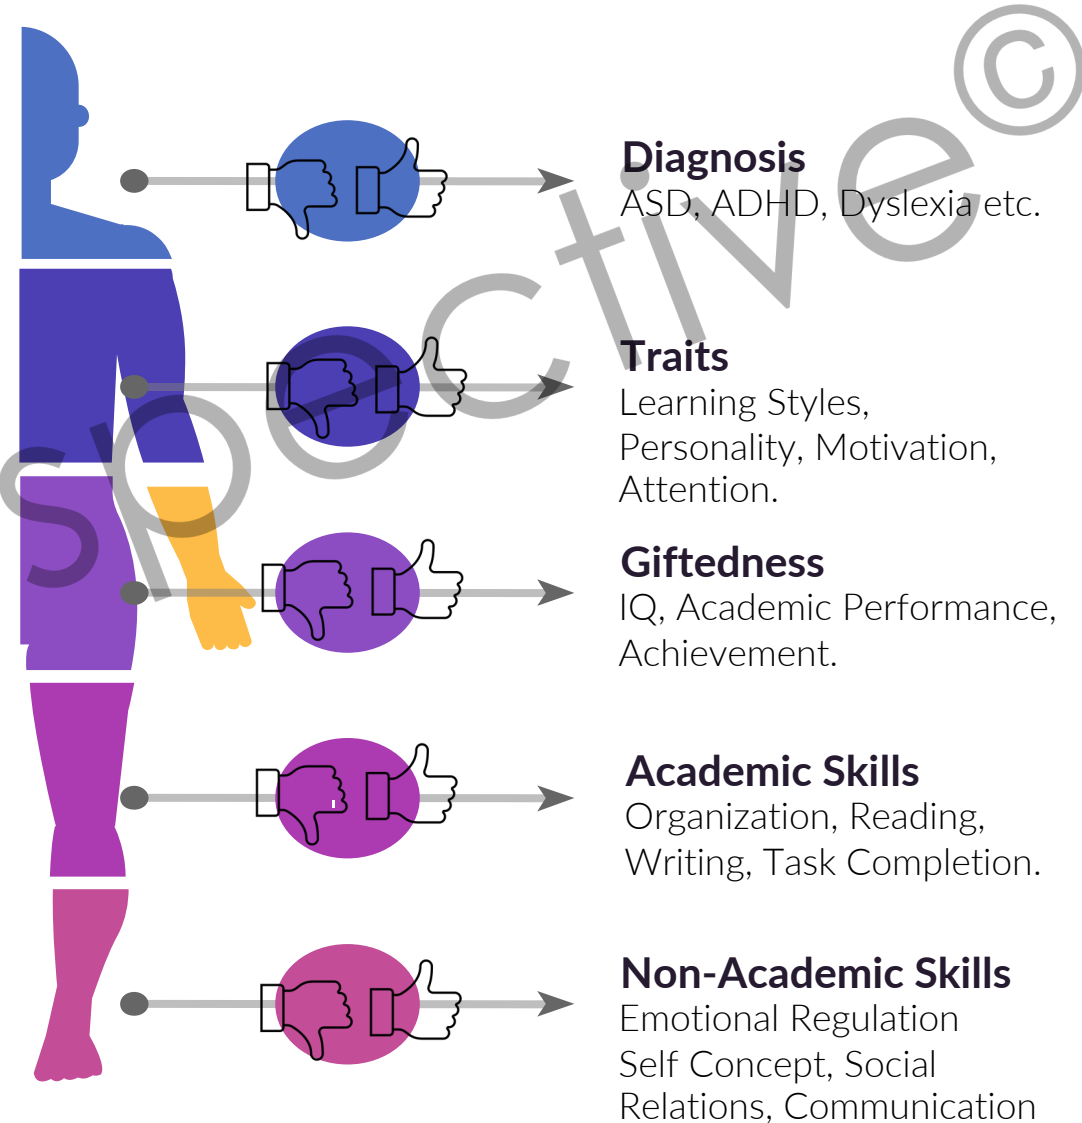 spective©
Diagnosis
ASD, ADHD, Dyslexia etc.
Traits
Learning Styles,
Personality, Motivation,
Attention.
Giftedness
IQ, Academic Performance,
Achievement.
Academic Skills
Organization, Reading,
Writing, Task Completion.
Non-Academic Skills
Emotional Regulation
Self Concept, Social
Relations, Communication